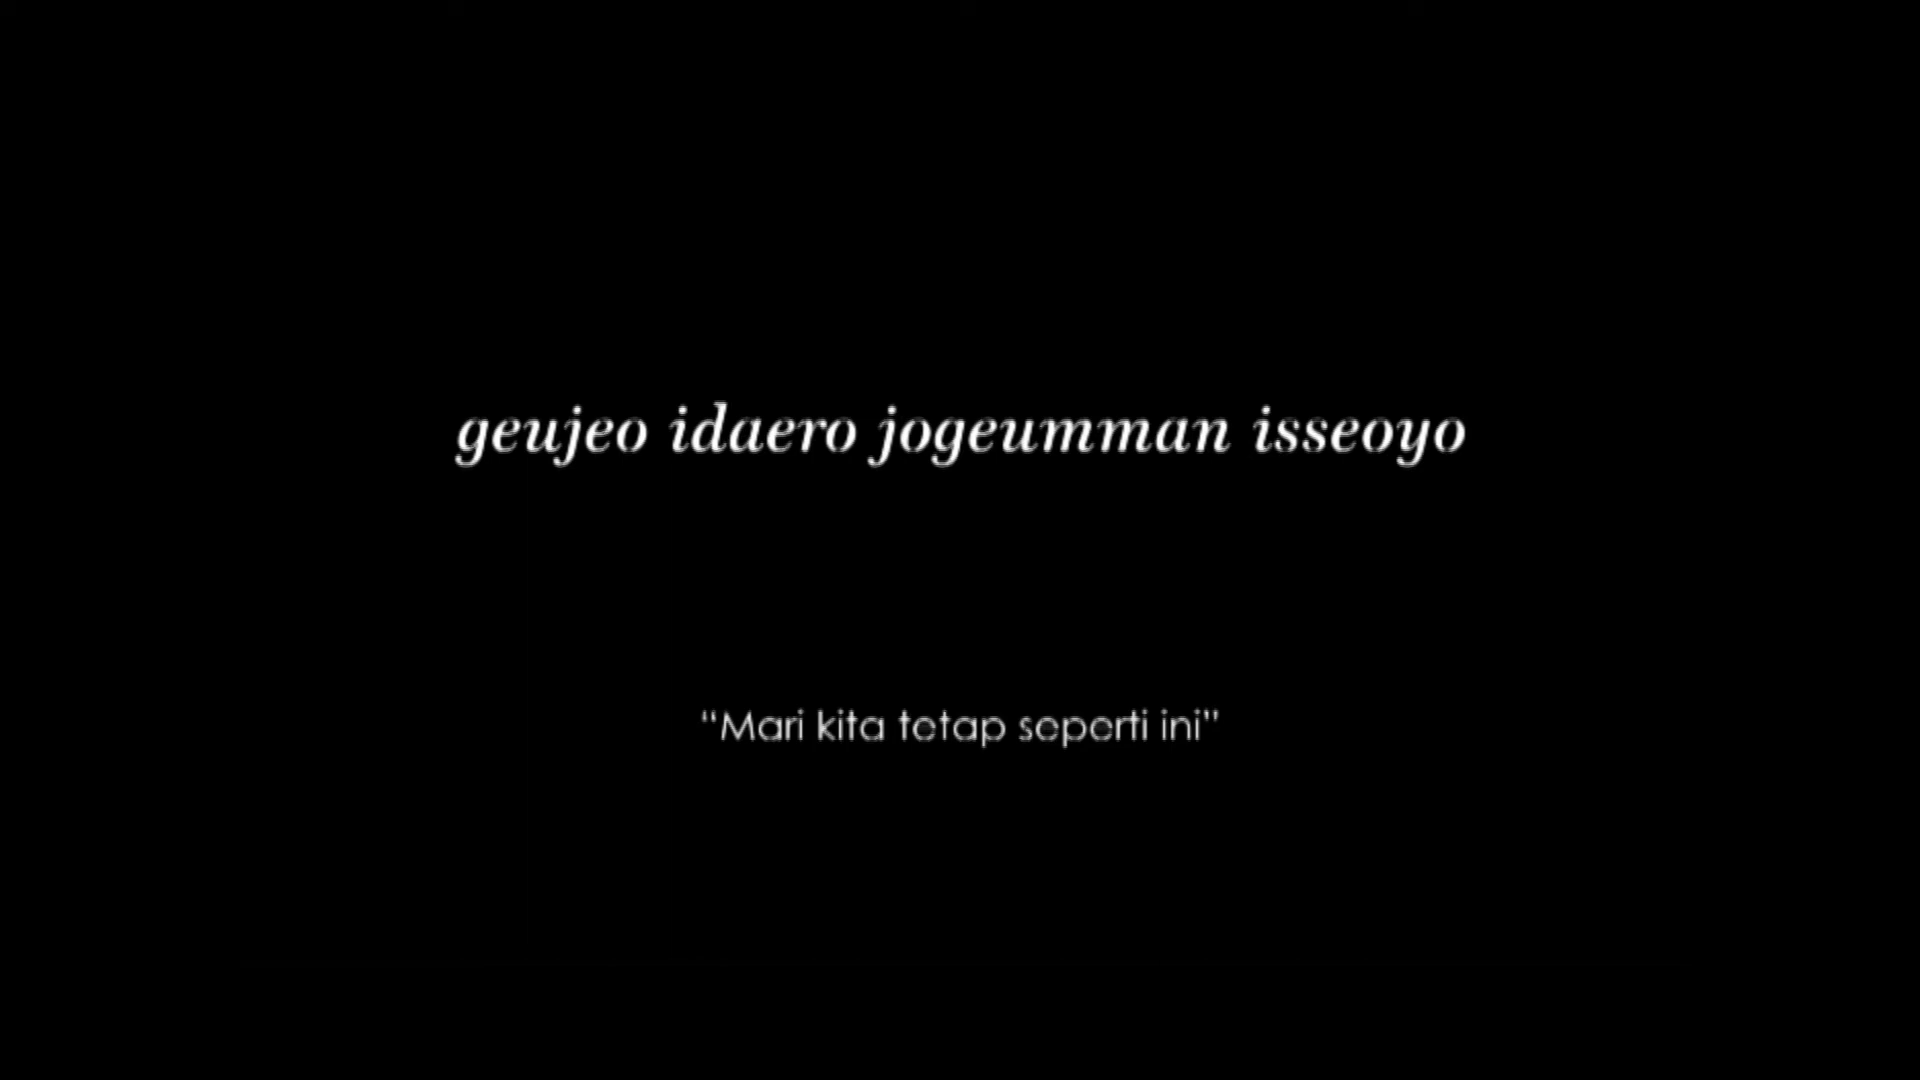 geujeo idaero jogeumman isseoyo
“Mari kita tetap seperti ini”